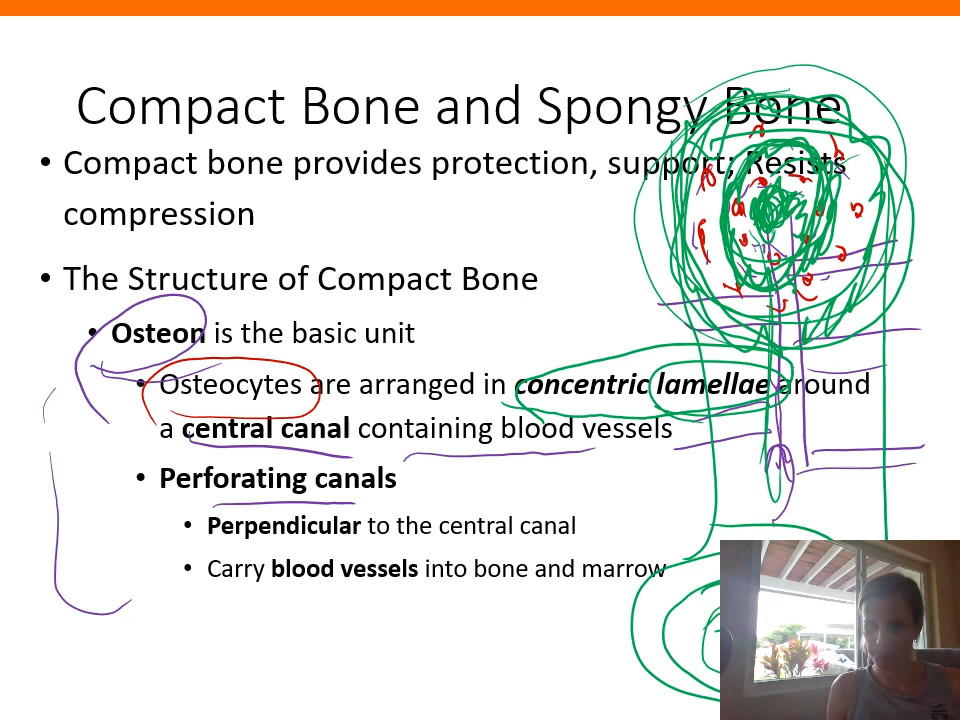 Compact Bone and Spongy Bone
• Compact bone provides protection, support; Resists
compression
• The Structure of Compact Bone
• Osteon is the basic unit
• Osteocytes are arranged in concentric lamellae around
a central canal containing blood vessels
• Perforating canals
• Perpendicular to the central canal
• Carry blood vessels into bone and marrow